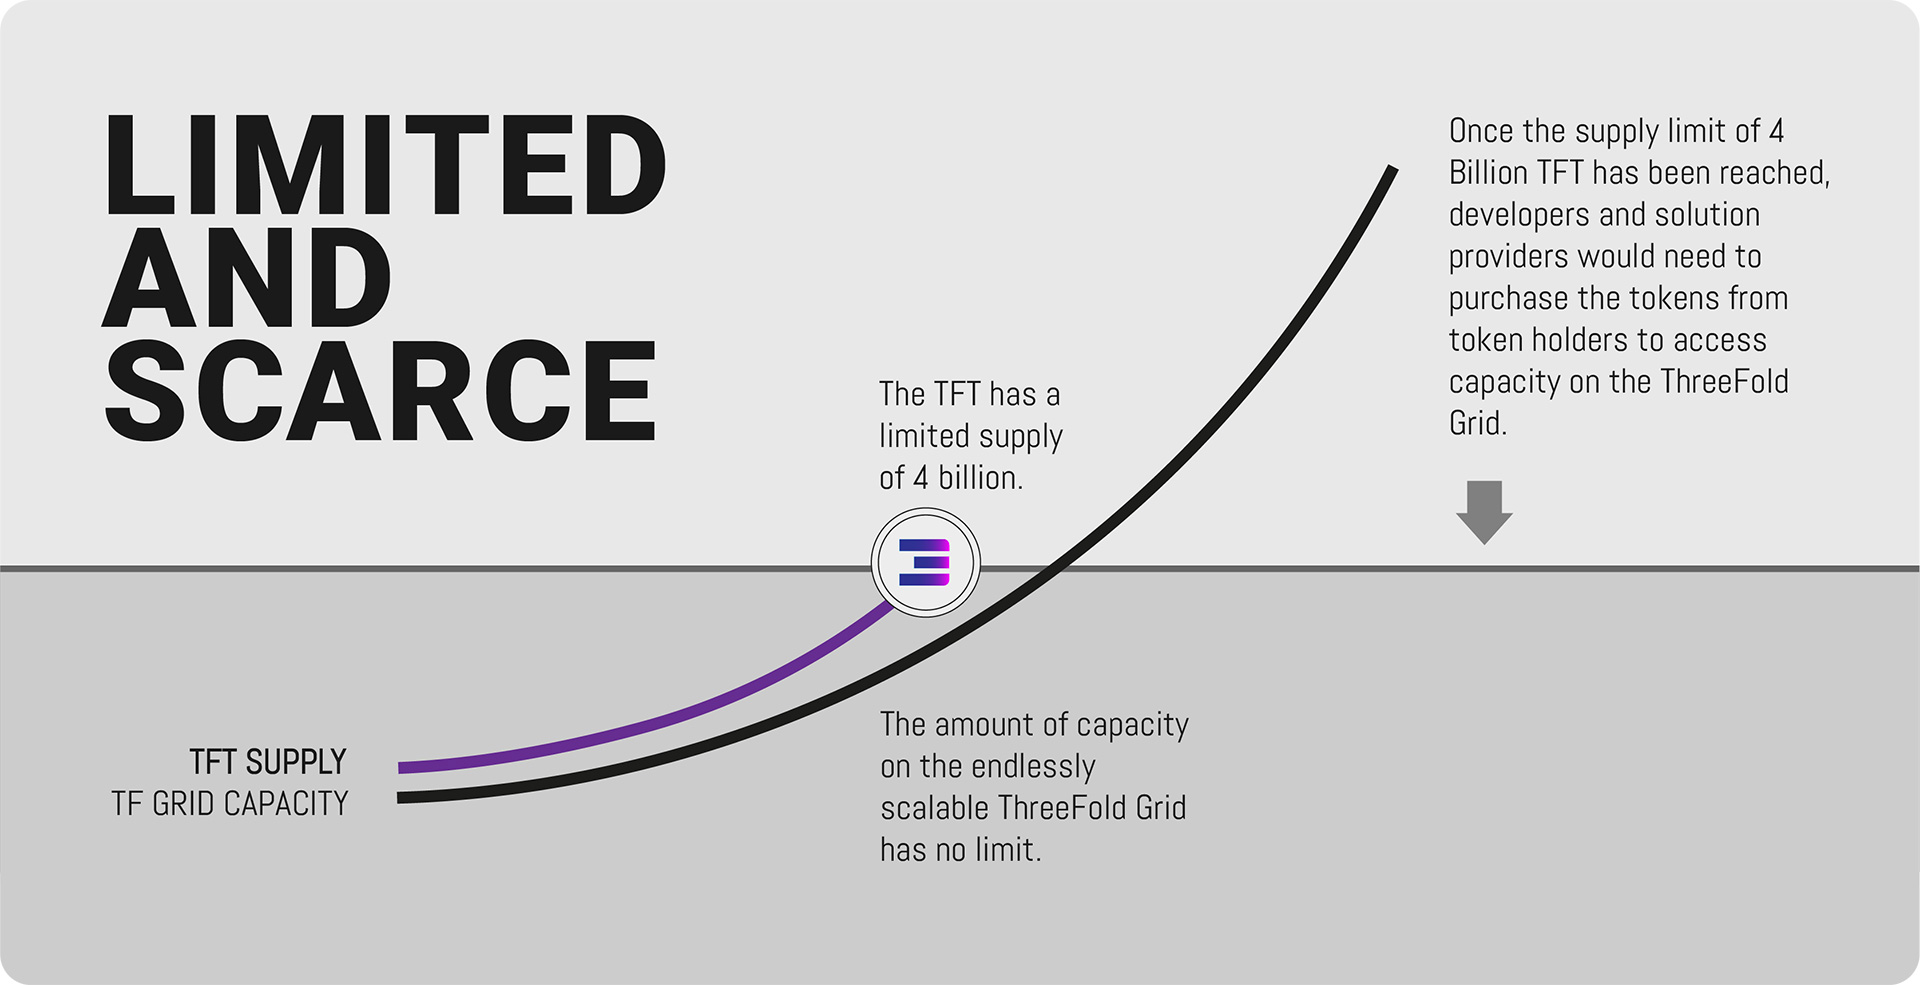 LIMITED
AND
SCARCE
Once the supply limit of 4
Billion TFT has been reached,
developers and solution
providers would need to
purchase the tokens from
token holders to access
capacity on the ThreeFold
Grid.
The TFT has a
limited supply
of 4 billion.
TFT SUPPLY
TF GRID CAPACITY
The amount of capacity
on the endlessly
scalable ThreeFold Grid
has no limit.